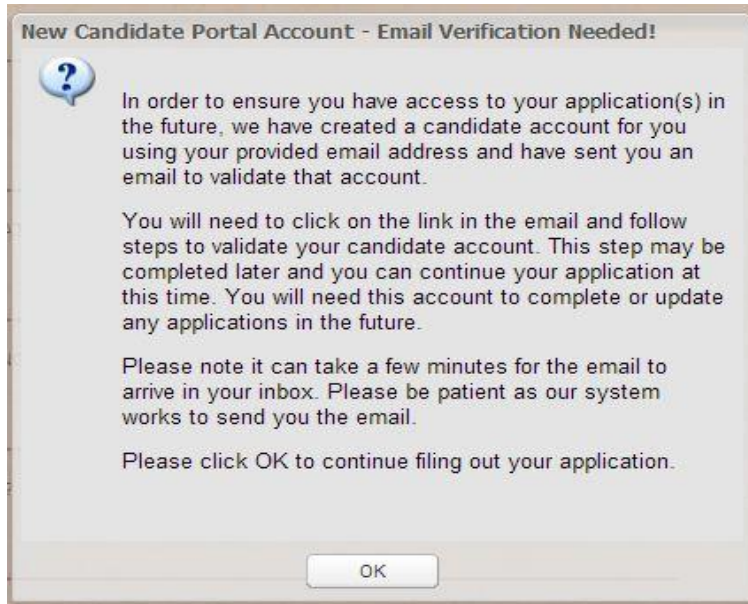 New Candidate Portal Account - Email Verification Needed!
In order to ensure you have access to your application(s) in
the future, we have created a candidate account for you
using your provided email address and have sent you an
email to validate that account.
You will need to click on the link in the email and follow
steps to validate your candidate account. This step may be
completed later and you can continue your application at
this time. You will need this account to complete or update
any applications in the future.
Please note it can take a few minutes for the email to
arrive in your inbox. Please be patient as our system
works to send you the email.
Please click OK to continue filing out your application.
OK